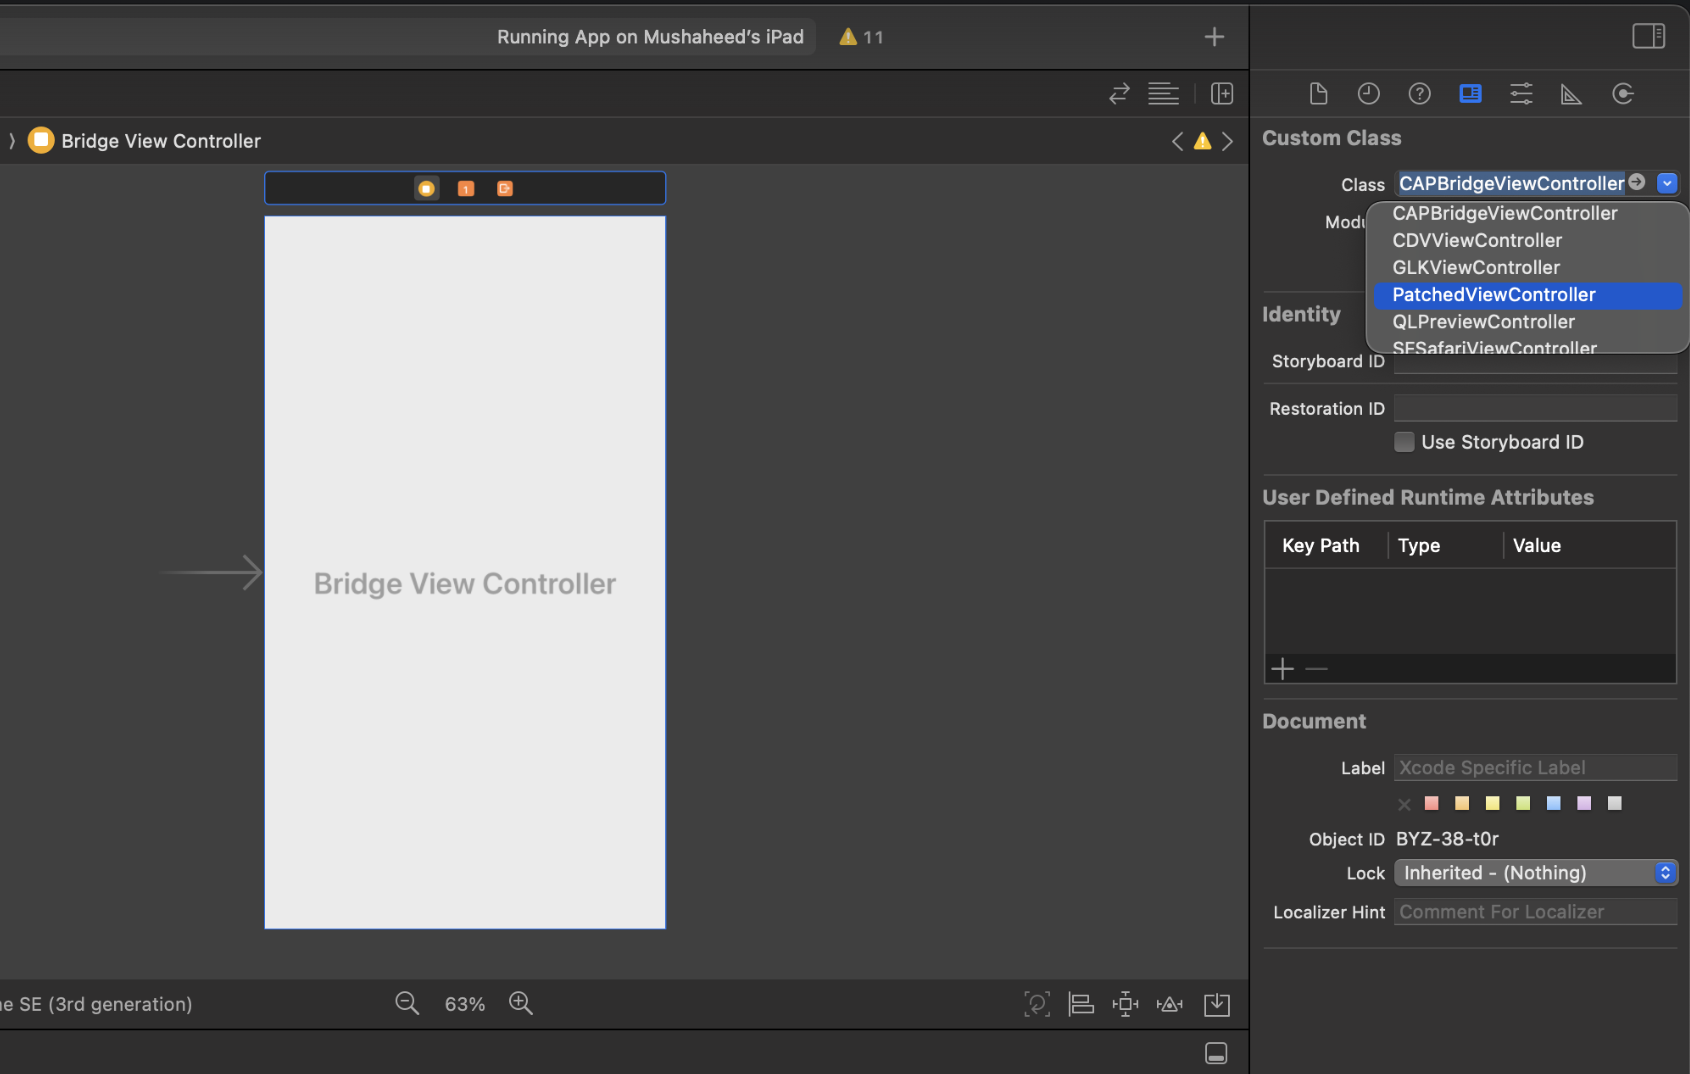 Running App on Mushaheed's iPad
11
Bridge View Controller
1
Bridge View Controller
ne SE (3rd generation)
63%
Custom Class
Class CAPBridgeViewController
Modu
CAPBridgeViewController
CDVViewController
GLKViewController
PatchedViewController
QLPreviewController
SFSafariViewController
Identity
Storyboard ID
Restoration ID
Use Storyboard ID
User Defined Runtime Attributes
Key Path Type Value
Document
Label Xcode Specific Label
Object ID BYZ-38-t0r
Lock Inherited - (Nothing)
Localizer Hint Comment For Localizer